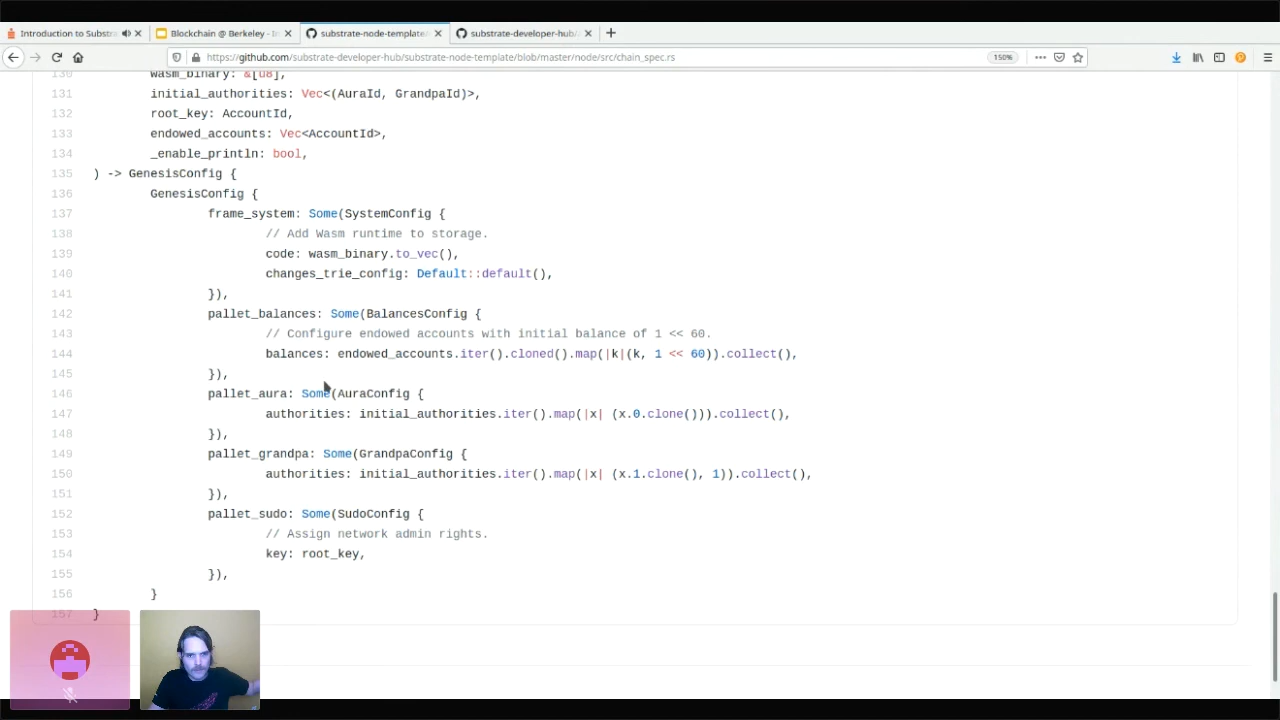 Introduction to Substr
Blockchain @ Berkeley - In
substrate-node-template
substrate-developer-hub/
https://github.com/substrate-developer-hub/substrate-node-template/blob/master/node/src/chain_spec.rs
150%
130 wasm_binary: &[u8],
131 initial_authorities: Vec<(AuraId, GrandpaId)>,
132 root_key: AccountId,
133 endowed_accounts: Vec<AccountId>,
134 _enable_println: bool,
135 ) -> GenesisConfig {
136 GenesisConfig {
137 frame_system: Some(SystemConfig {
138 // Add Wasm runtime to storage.
139 code: wasm_binary.to_vec(),
140 changes_trie_config: Default::default(),
141 }),
142 pallet_balances: Some(BalancesConfig {
143 // Configure endowed accounts with initial balance of 1 << 60.
144 balances: endowed_accounts.iter().cloned().map(|k|(k, 1 << 60)).collect(),
145 }),
146 pallet_aura: Some(AuraConfig {
147 authorities: initial_authorities.iter().map(|x| (x.0.clone())).collect(),
148 }),
149 pallet_grandpa: Some(GrandpaConfig {
150 authorities: initial_authorities.iter().map(|x| (x.1.clone(), 1)).collect(),
151 }),
152 pallet_sudo: Some(SudoConfig {
153 // Assign network admin rights.
154 key: root_key,
155 }),
156 }
157 }